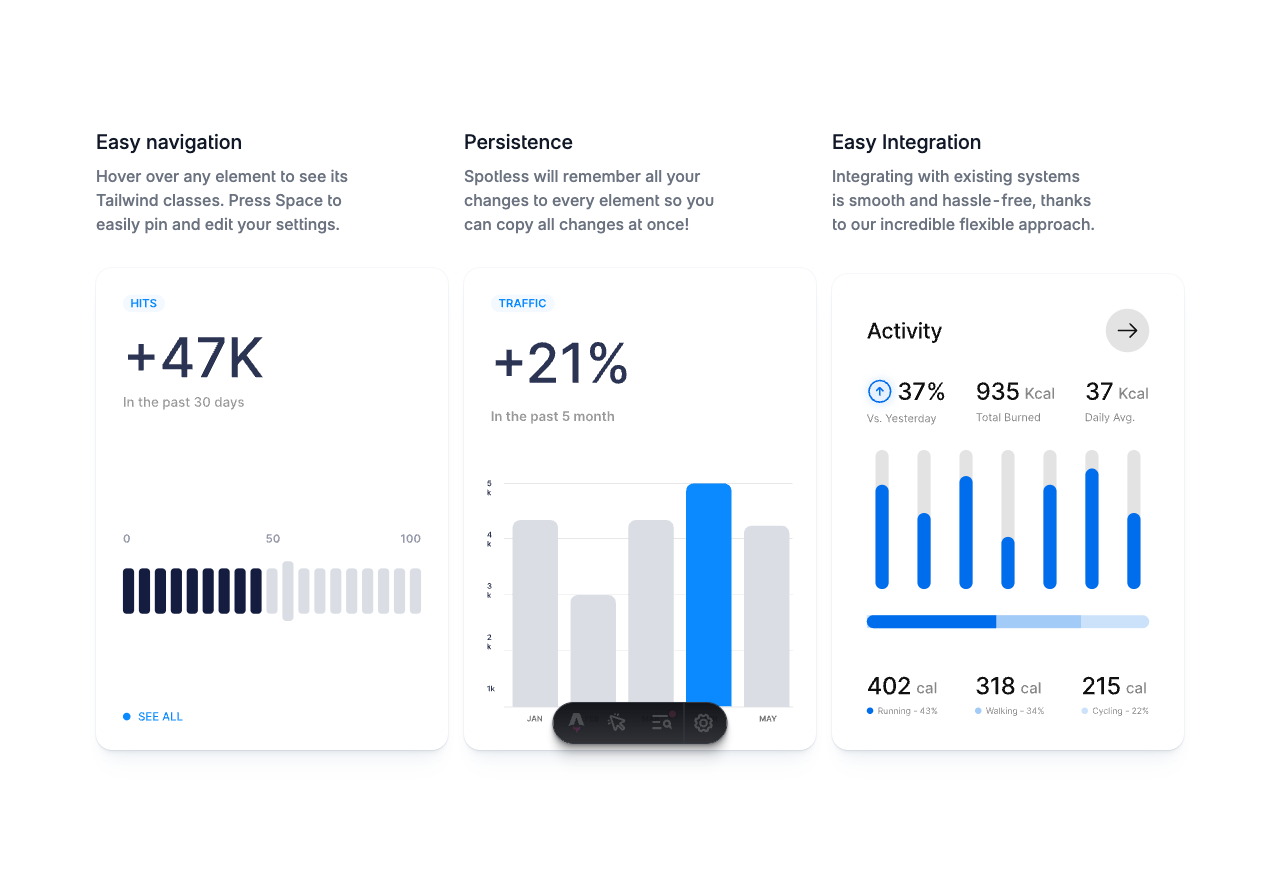 Easy navigation
Hover over any element to see its
Tailwind classes. Press Space to
easily pin and edit your settings.
HITS
+47K
In the past 30 days
0 50 100
SEE ALL
Persistence
Spotless will remember all your
changes to every element so you
can copy all changes at once!
TRAFFIC
+21%
In the past 5 month
5
k
4
k
3
k
2
k
1k
JAN MAY
Easy Integration
Integrating with existing systems
is smooth and hassle-free, thanks
to our incredible flexible approach.
Activity
37% 935 Kcal 37 Kcal
Vs. Yesterday Total Burned Daily Avg.
402 cal 318 cal 215 cal
Running - 43% Walking - 34% Cycling - 22%